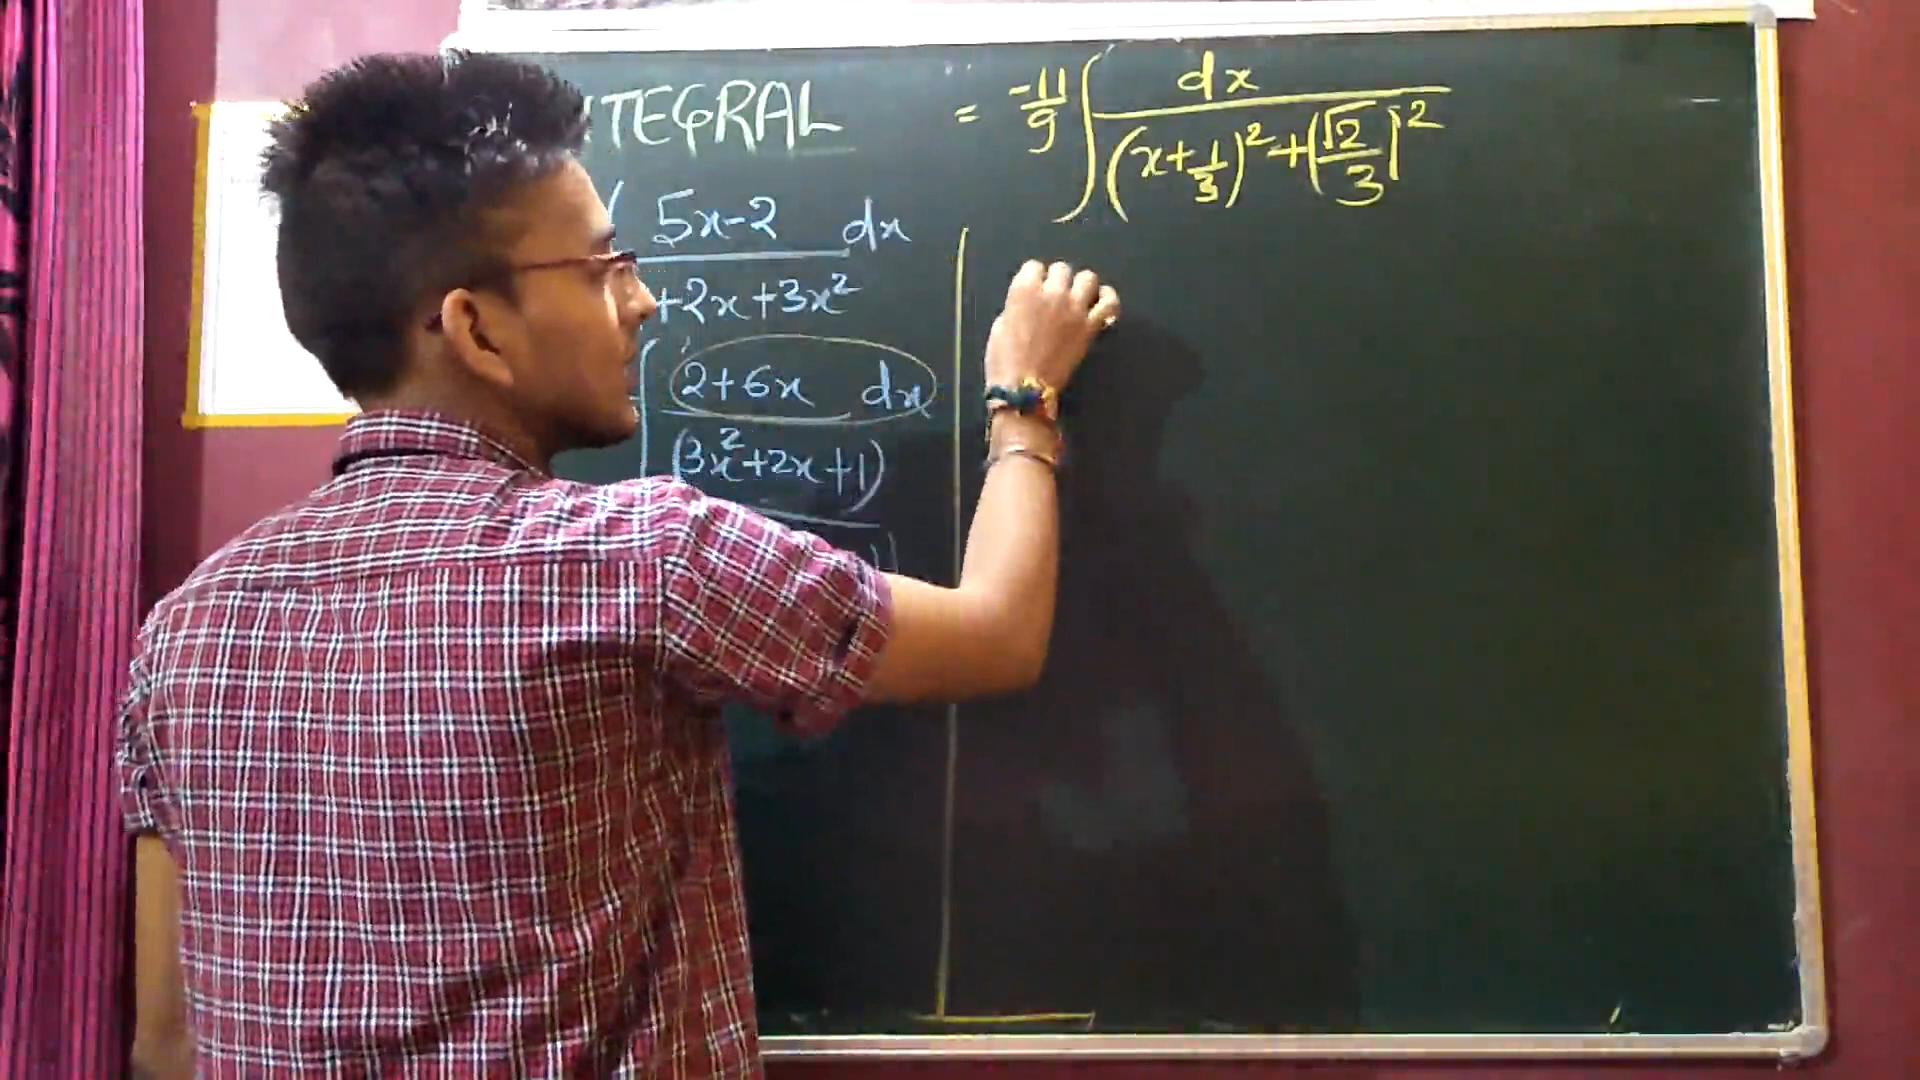 NTEGRAL
5x-2 dx
+2x+3x²
2+6x dx
(3x²+2x+1)
= -11/9 ∫ dx / (x+1/3)²+(√2/3)²